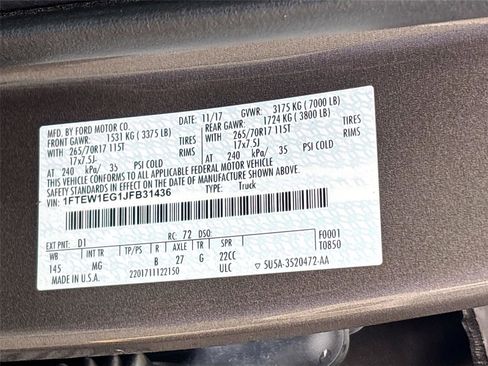 MFD. BY FORD MOTOR CO. DATE: 11/17 GVWR: 3175 KG ( 7000 LB)
FRONT GAWR: 1531 KG ( 3375 LB) REAR GAWR: 1724 KG ( 3800 LB)
265/70R17 115T TIRES 265/70R17 115T TIRES
17x7.5J- RIMS 17x7.5J- RIMS
AT 240 kPa/ 35 PSI COLD AT 240 kPa/ 35 PSI COLD
THIS VEHICLE CONFORMS TO ALL APPLICABLE FEDERAL MOTOR VEHICLE
SAFETY STANDARDS IN EFFECT ON THE DATE OF MANUFACTURE SHOWN ABOVE.
VIN: 1FTEW1EG1JFB31436 TYPE: Truck
EXT PNT: D1 RC: 72 DSO: F0001
WB INT TR TP/PS R AXLE TR SPR T0850
145 MG B 27 G 22CC
MADE IN U.S.A. 2201711122150 ULC ▽ 5U5A-3520472-AA